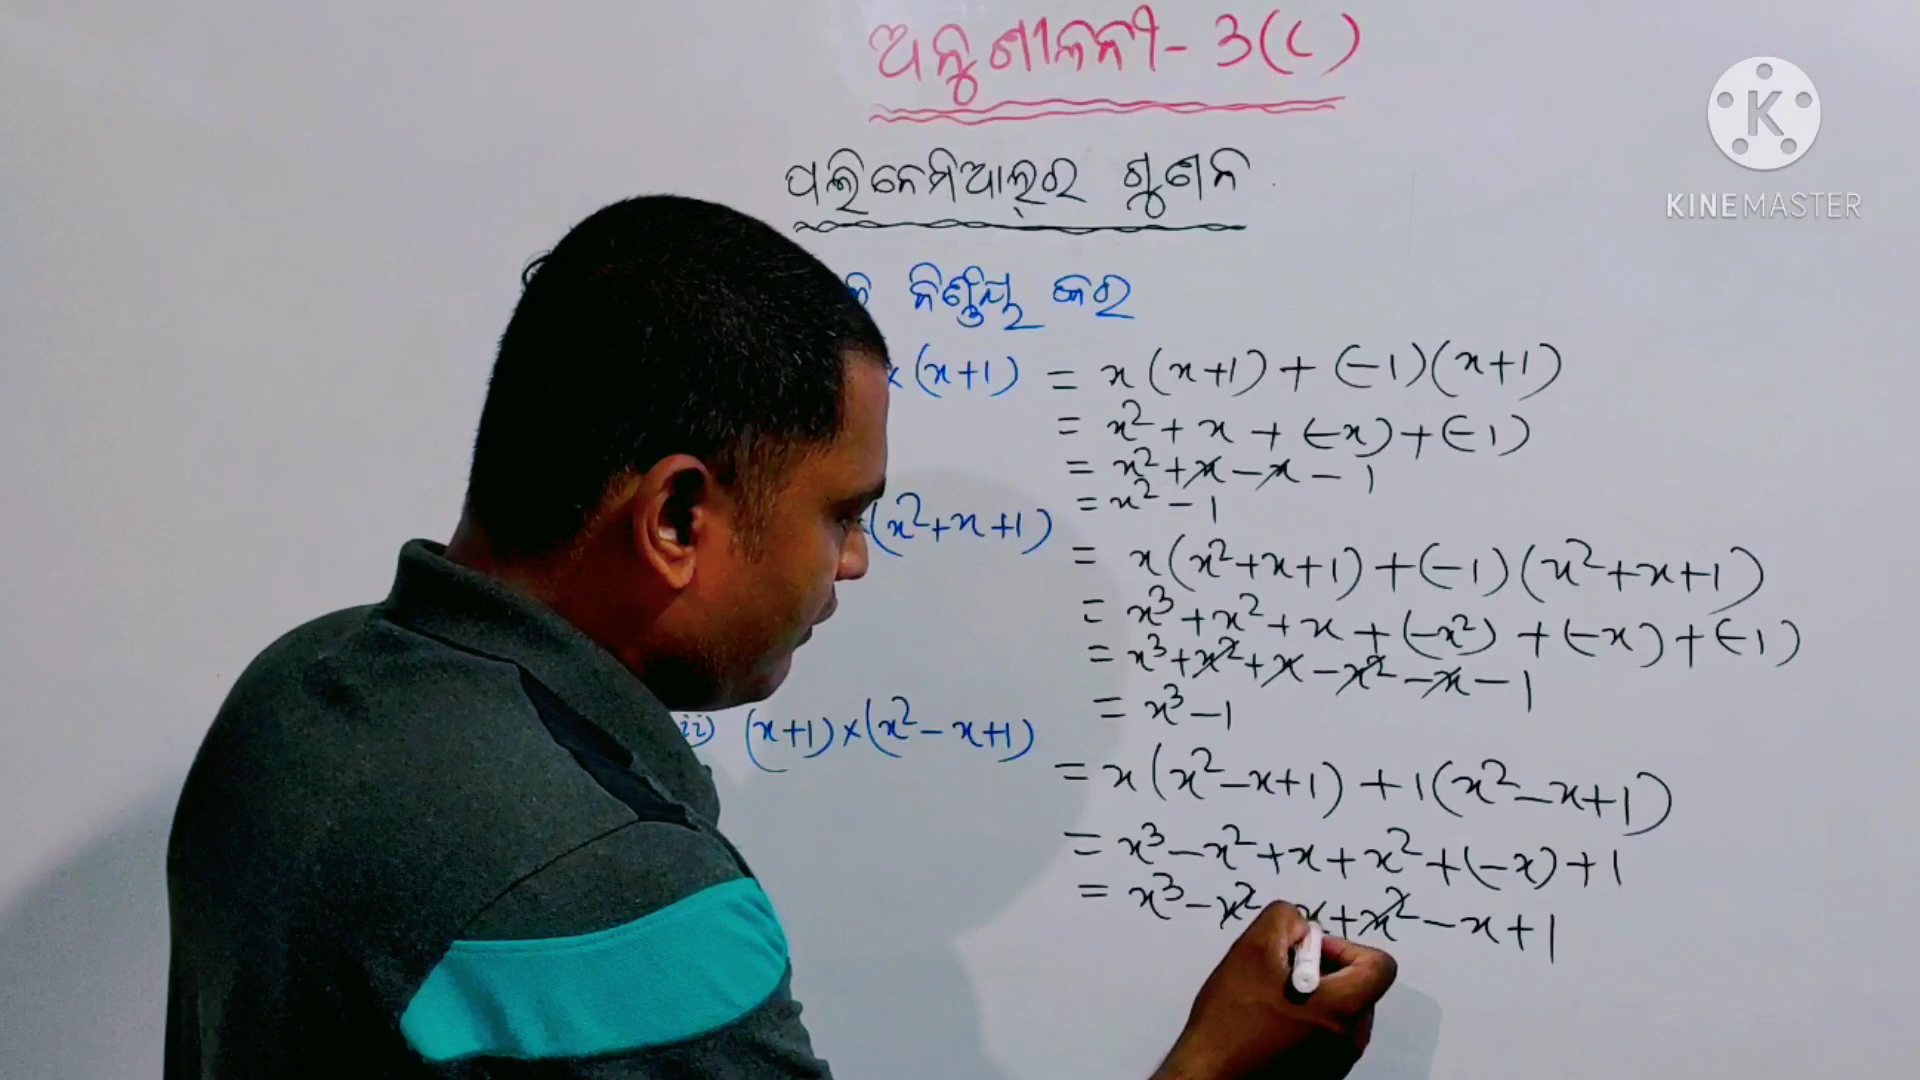 ଅନୁଶୀଳନୀ - 3(c)
K
KINEMASTER
ପଲିନୋମିଆଲ୍‌ର ଗୁଣନ
ନିର୍ଣ୍ଣୟ କର
×(x+1) = x(x+1) + (-1)(x+1)
= x² + x + (-x) + (-1)
= x² + x - x - 1
= x² - 1
(x²+x+1)
= x(x²+x+1) + (-1)(x²+x+1)
= x³ + x² + x + (-x²) + (-x) + (-1)
= x³ + x² + x - x² - x - 1
= x³ - 1
ii) (x+1)×(x²-x+1)
= x(x²-x+1) + 1(x²-x+1)
= x³ - x² + x + x² + (-x) + 1
= x³ - x² x + x² - x + 1